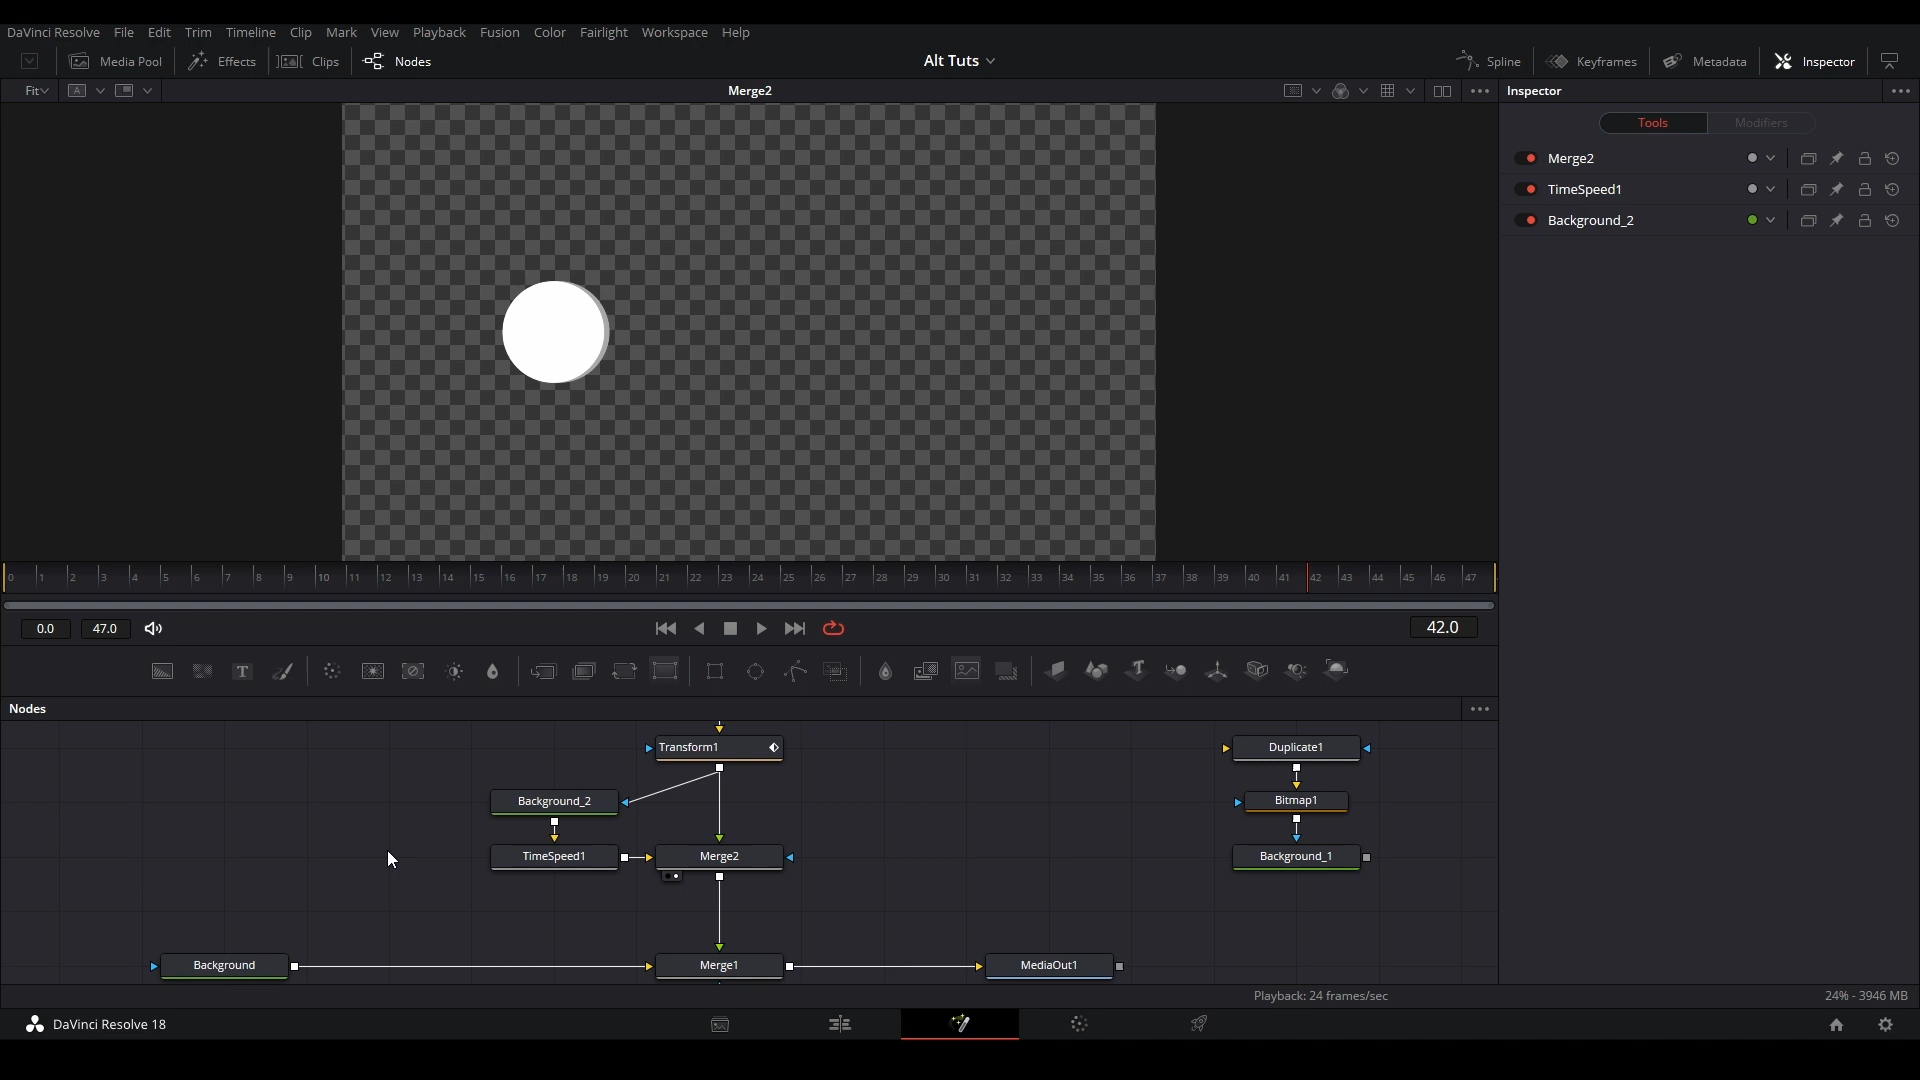 DaVinci Resolve File Edit Trim Timeline Clip Mark View Playback Fusion Color Fairlight Workspace Help
Media Pool Effects Clips Nodes Alt Tuts Spline Keyframes Metadata Inspector
Fit A Merge2 Inspector
Tools Modifiers
Merge2
TimeSpeed1
Background_2
0 1 2 3 4 5 6 7 8 9 10 11 12 13 14 15 16 17 18 19 20 21 22 23 24 25 26 27 28 29 30 31 32 33 34 35 36 37 38 39 40 41 42 43 44 45 46 47
0.0 47.0 42.0
T T
Nodes
Transform1 Duplicate1
Background_2 Bitmap1
TimeSpeed1 Merge2 Background_1
Background Merge1 MediaOut1
Playback: 24 frames/sec 24% - 3946 MB
DaVinci Resolve 18